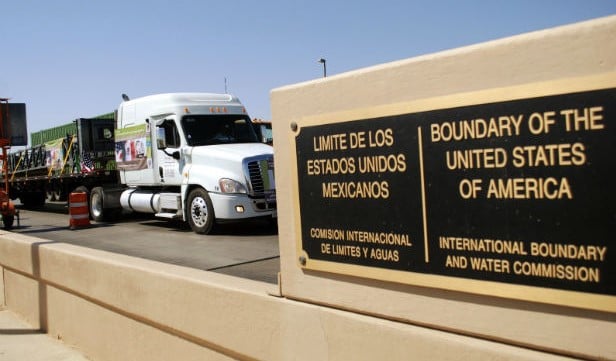 LIMITE DE LOS
ESTADOS UNIDOS
MEXICANOS
COMISION INTERNACIONAL
DE LIMITES Y AGUAS
BOUNDARY OF THE
UNITED STATES
OF AMERICA
INTERNATIONAL BOUNDARY
AND WATER COMMISSION